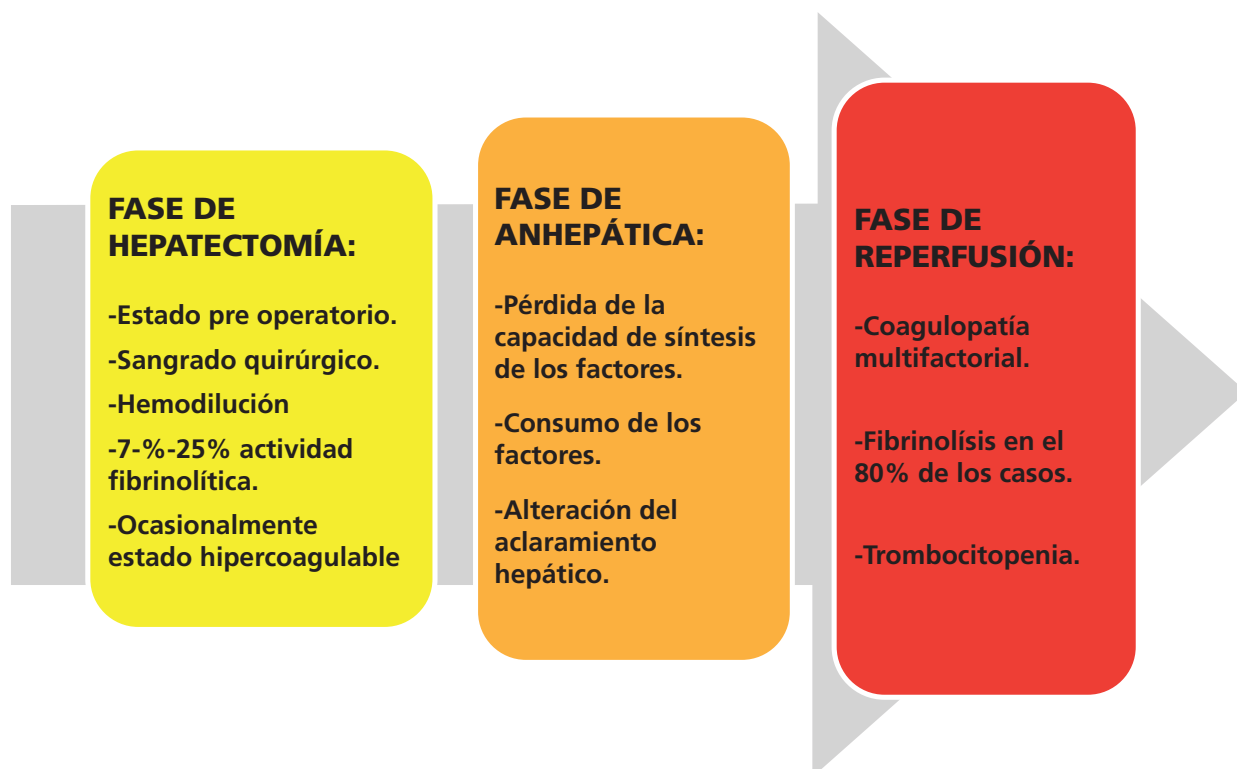 FASE DE
HEPATECTOMÍA:
-Estado pre operatorio.
-Sangrado quirúrgico.
-Hemodilución
-7-%-25% actividad
fibrinolítica.
-Ocasionalmente
estado hipercoagulable
FASE DE
ANHEPÁTICA:
-Pérdida de la
capacidad de síntesis
de los factores.
-Consumo de los
factores.
-Alteración del
aclaramiento
hepático.
FASE DE
REPERFUSIÓN:
-Coagulopatía
multifactorial.
-Fibrinolísis en el
80% de los casos.
-Trombocitopenia.